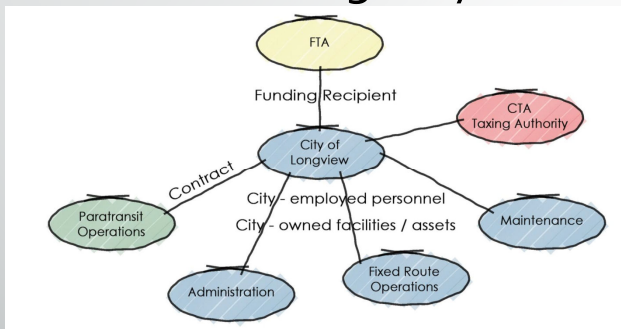 FTA
Funding Recipient
CTA
Taxing Authority
City of
Longview
Contract
City - employed personnel
City - owned facilities / assets
Paratransit
Operations
Maintenance
Administration
Fixed Route
Operations